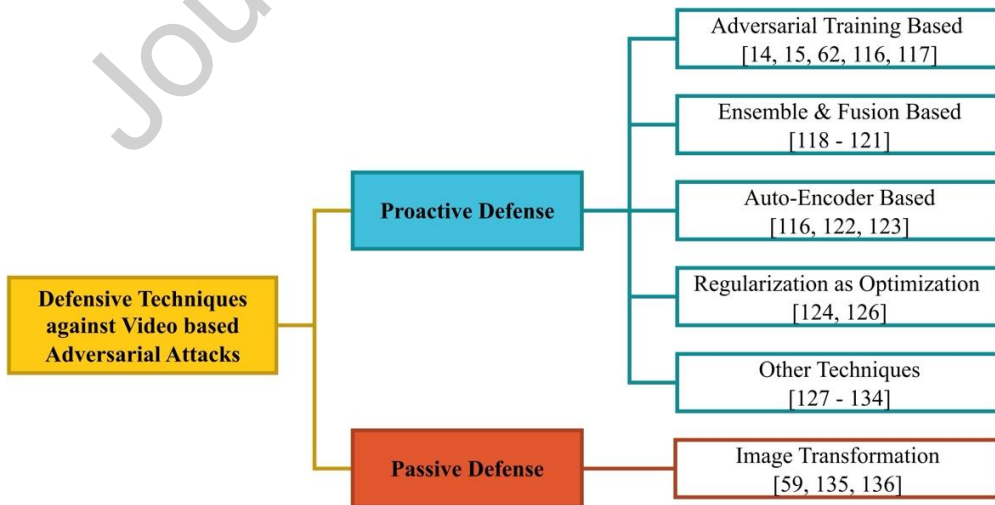 Jou
Adversarial Training Based
[14, 15, 62, 116, 117]
Ensemble & Fusion Based
[118 - 121]
Proactive Defense
Auto-Encoder Based
[116, 122, 123]
Defensive Techniques
against Video based
Adversarial Attacks
Regularization as Optimization
[124, 126]
Other Techniques
[127 - 134]
Passive Defense
Image Transformation
[59, 135, 136]